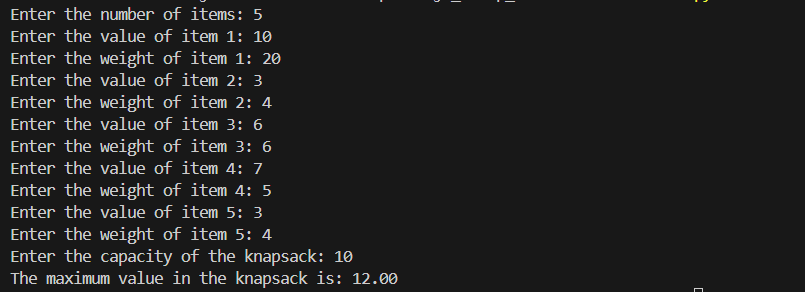 Enter the number of items: 5
Enter the value of item 1: 10
Enter the weight of item 1: 20
Enter the value of item 2: 3
Enter the weight of item 2: 4
Enter the value of item 3: 6
Enter the weight of item 3: 6
Enter the value of item 4: 7
Enter the weight of item 4: 5
Enter the value of item 5: 3
Enter the weight of item 5: 4
Enter the capacity of the knapsack: 10
The maximum value in the knapsack is: 12.00